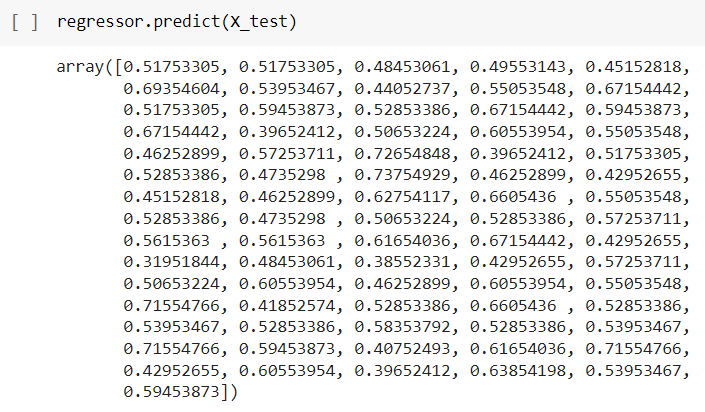 [ ] regressor.predict(X_test)
array([0.51753305, 0.51753305, 0.48453061, 0.49553143, 0.45152818,
0.69354604, 0.53953467, 0.44052737, 0.55053548, 0.67154442,
0.51753305, 0.59453873, 0.52853386, 0.67154442, 0.59453873,
0.67154442, 0.39652412, 0.50653224, 0.60553954, 0.55053548,
0.46252899, 0.57253711, 0.72654848, 0.39652412, 0.51753305,
0.52853386, 0.4735298 , 0.73754929, 0.46252899, 0.42952655,
0.45152818, 0.46252899, 0.62754117, 0.6605436 , 0.55053548,
0.52853386, 0.4735298 , 0.50653224, 0.52853386, 0.57253711,
0.5615363 , 0.5615363 , 0.61654036, 0.67154442, 0.42952655,
0.31951844, 0.48453061, 0.38552331, 0.42952655, 0.57253711,
0.50653224, 0.60553954, 0.46252899, 0.60553954, 0.55053548,
0.71554766, 0.41852574, 0.52853386, 0.6605436 , 0.52853386,
0.53953467, 0.52853386, 0.58353792, 0.52853386, 0.53953467,
0.71554766, 0.59453873, 0.40752493, 0.61654036, 0.71554766,
0.42952655, 0.60553954, 0.39652412, 0.63854198, 0.53953467,
0.59453873])